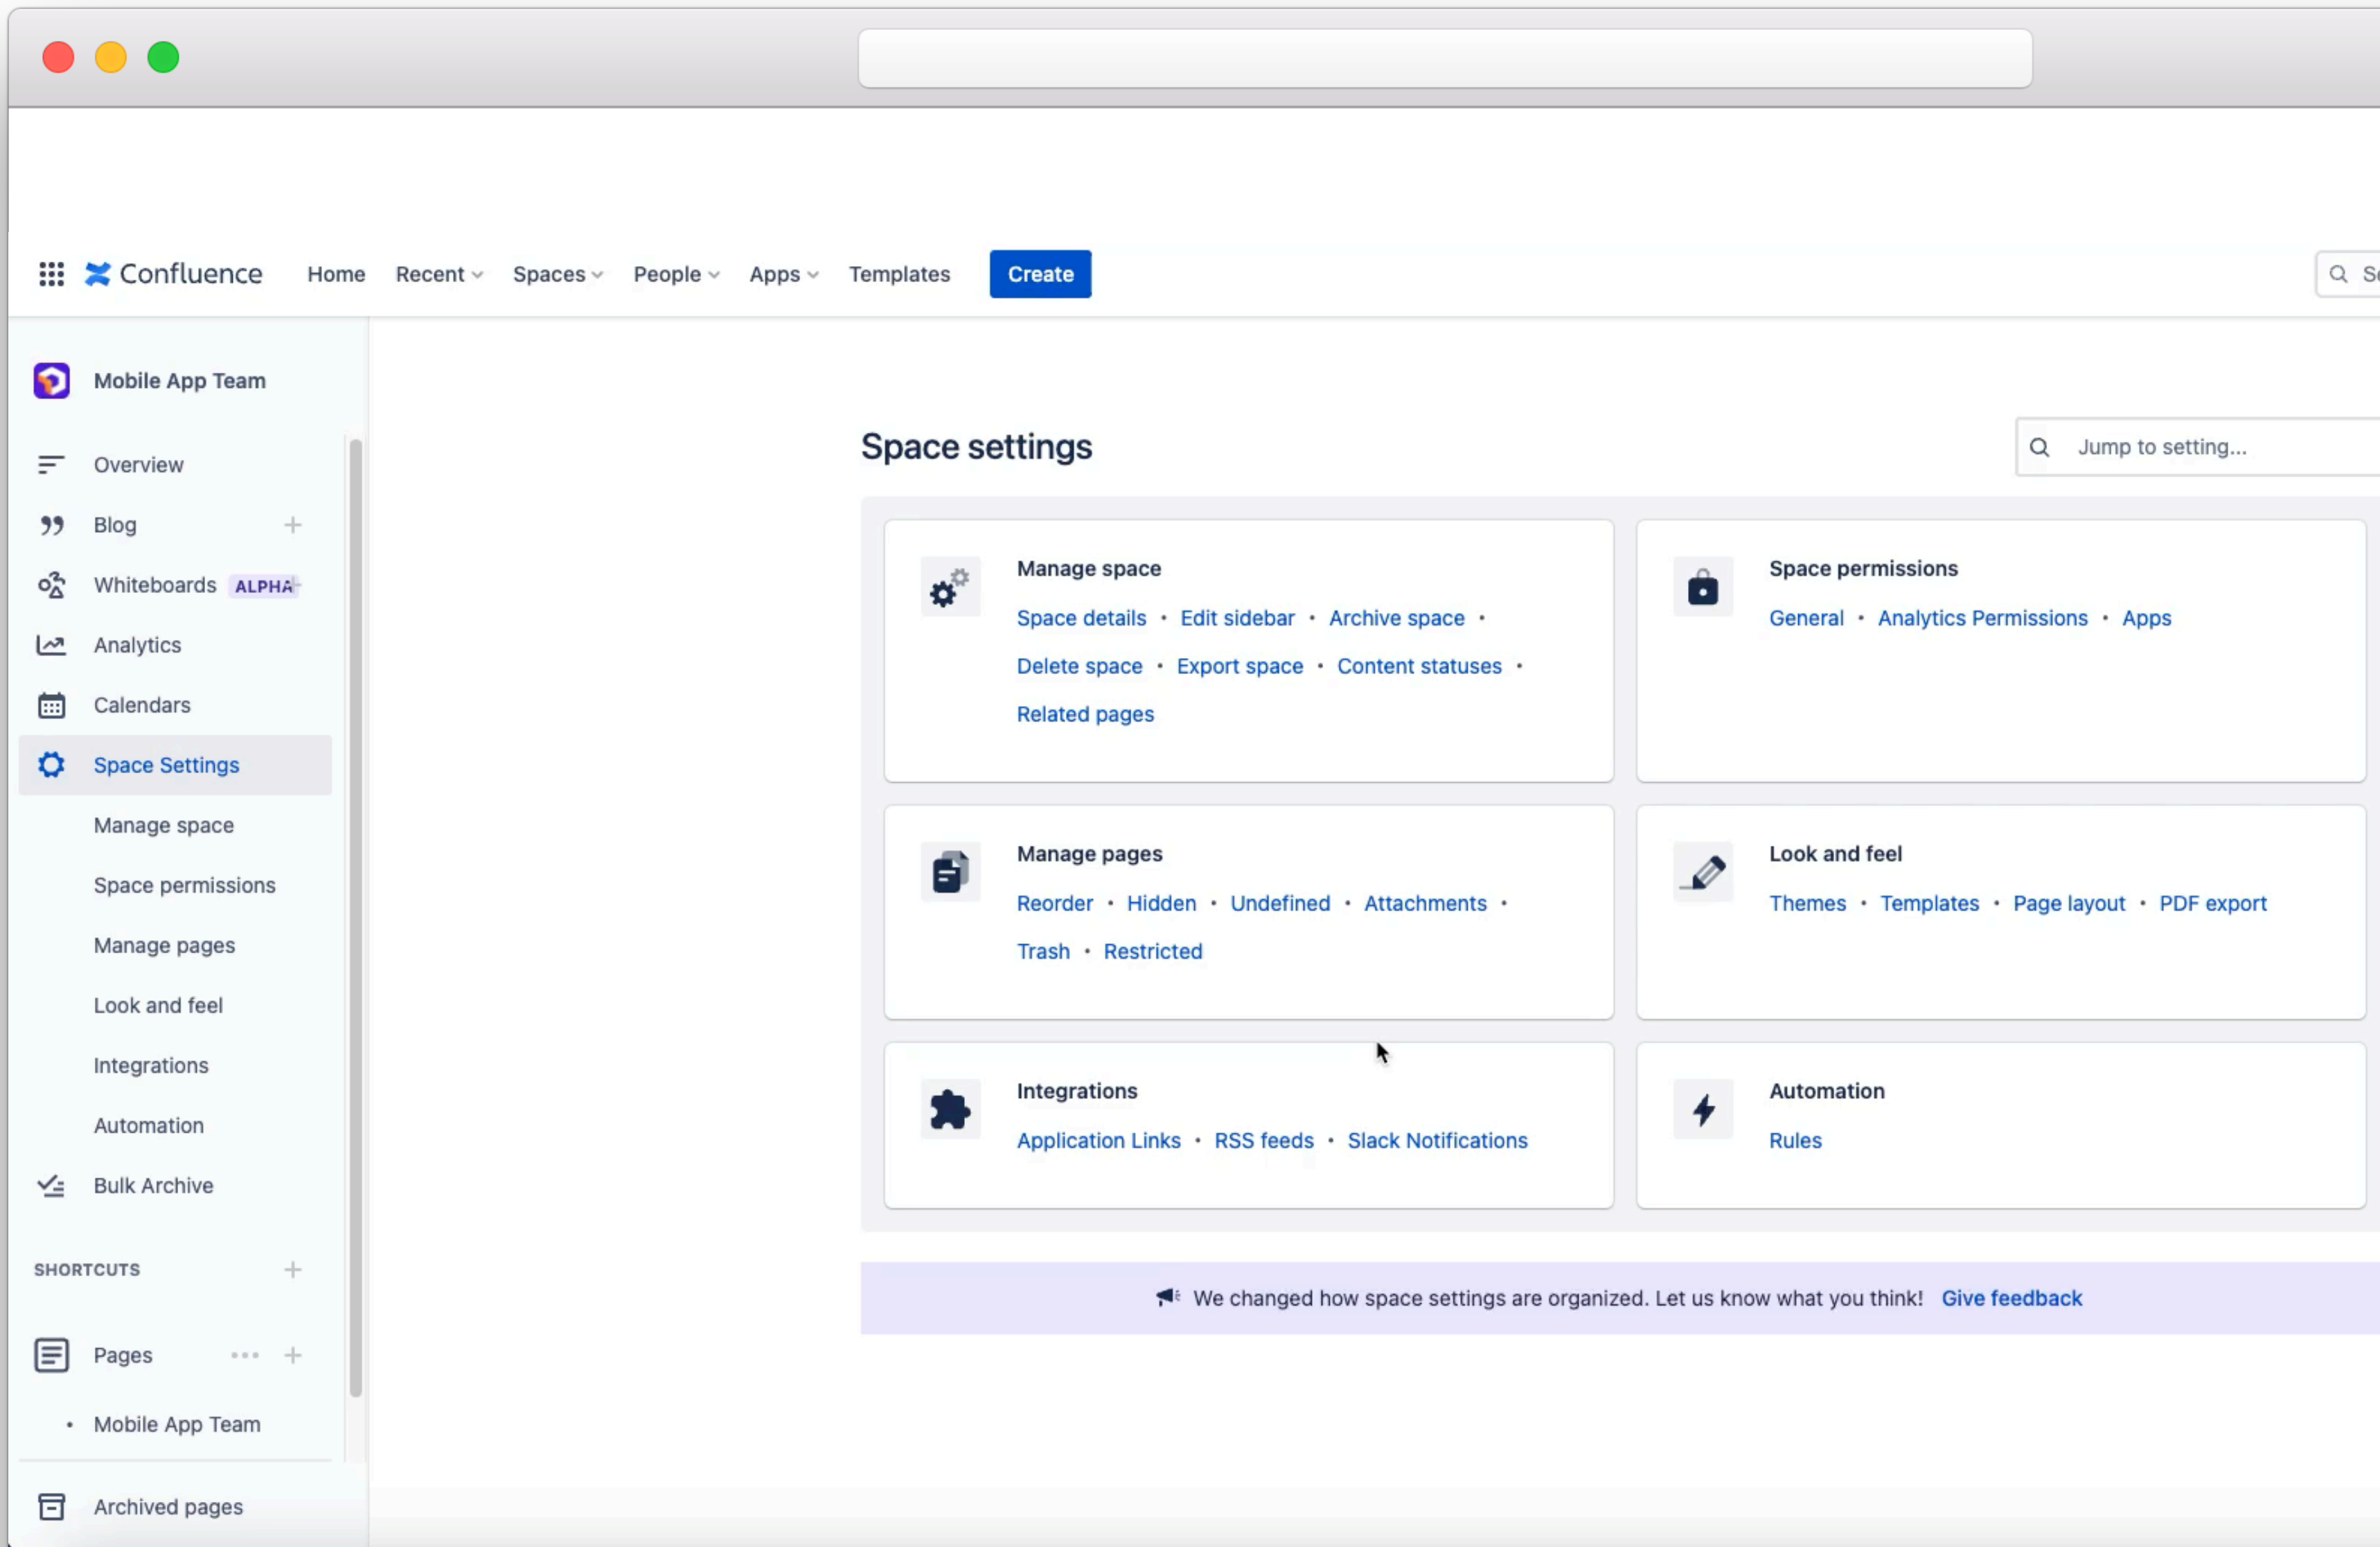 Confluence Home Recent Spaces People Apps Templates Create
Mobile App Team
Overview
Blog
Whiteboards ALPHA
Analytics
Calendars
Space Settings
Manage space
Space permissions
Manage pages
Look and feel
Integrations
Automation
Bulk Archive
SHORTCUTS
Pages
Mobile App Team
Archived pages
Space settings
Jump to setting...
Manage space
Space details • Edit sidebar • Archive space •
Delete space • Export space • Content statuses •
Related pages
Space permissions
General • Analytics Permissions • Apps
Manage pages
Reorder • Hidden • Undefined • Attachments •
Trash • Restricted
Look and feel
Themes • Templates • Page layout • PDF export
Integrations
Application Links • RSS feeds • Slack Notifications
Automation
Rules
We changed how space settings are organized. Let us know what you think! Give feedback